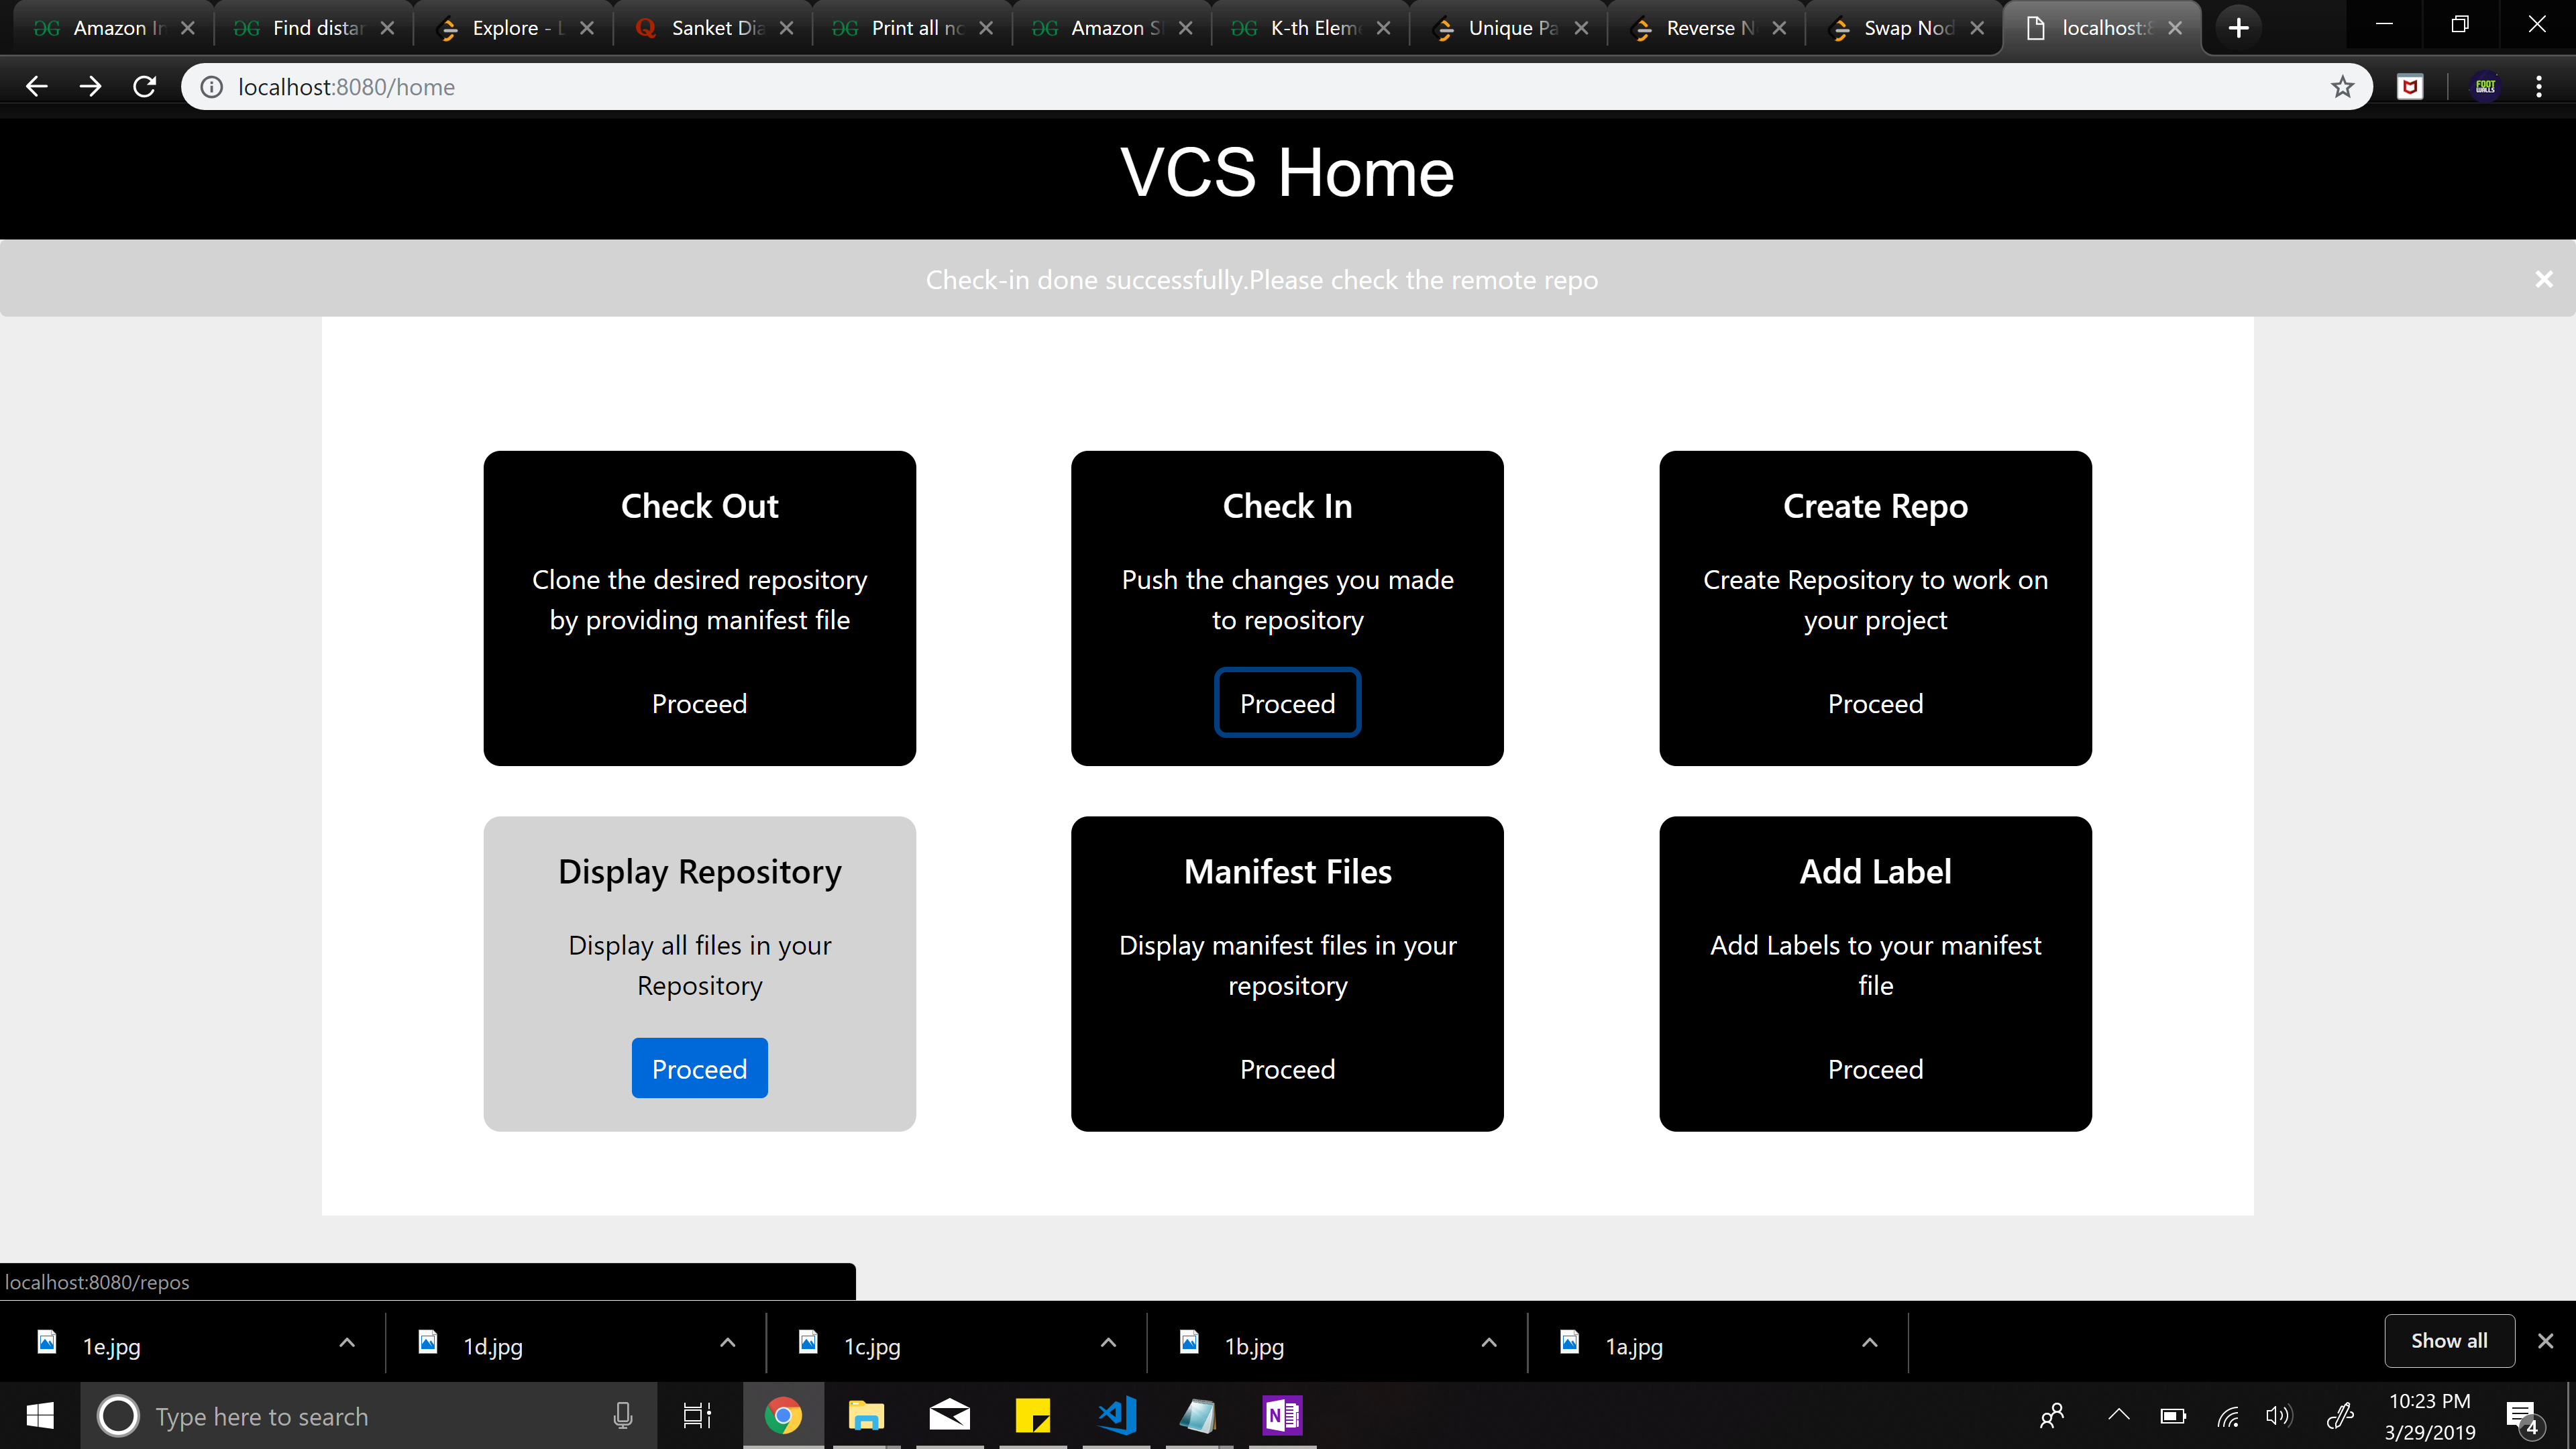 Amazon In
Find distan
Explore - L
Sanket Dia
Print all no
Amazon S
K-th Elem
Unique Pa
Reverse N
Swap Nod
localhost:8
localhost:8080/home
VCS Home
Check-in done successfully.Please check the remote repo
Check Out
Clone the desired repository
by providing manifest file
Proceed
Check In
Push the changes you made
to repository
Proceed
Create Repo
Create Repository to work on
your project
Proceed
Display Repository
Display all files in your
Repository
Proceed
Manifest Files
Display manifest files in your
repository
Proceed
Add Label
Add Labels to your manifest
file
Proceed
localhost:8080/repos
1e.jpg
1d.jpg
1c.jpg
1b.jpg
1a.jpg
Show all
Type here to search
10:23 PM
3/29/2019
4